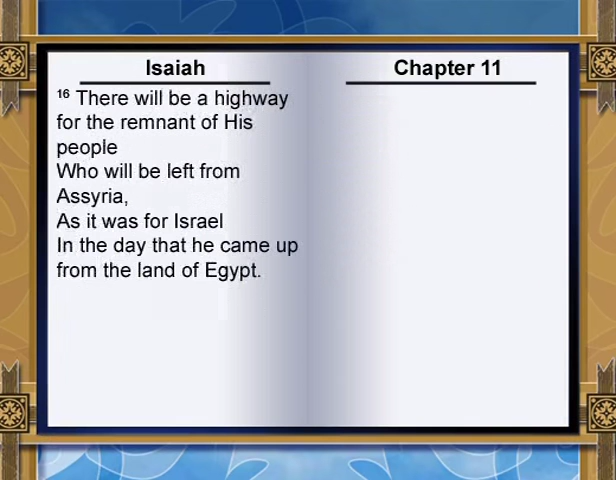 Isaiah
Chapter 11
16 There will be a highway
for the remnant of His
people
Who will be left from
Assyria,
As it was for Israel
In the day that he came up
from the land of Egypt.